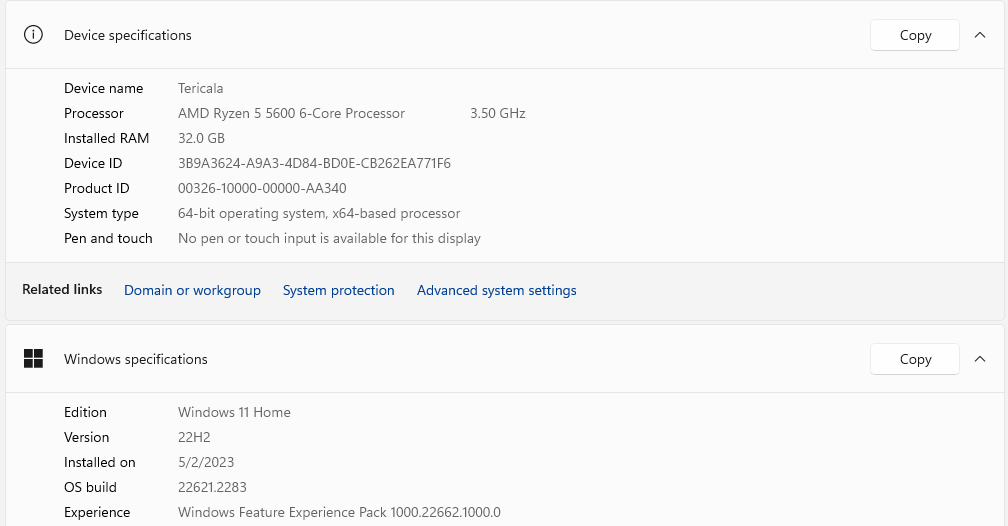 Device specifications Copy
Device name Tericala
Processor AMD Ryzen 5 5600 6-Core Processor 3.50 GHz
Installed RAM 32.0 GB
Device ID 3B9A3624-A9A3-4D84-BD0E-CB262EA771F6
Product ID 00326-10000-00000-AA340
System type 64-bit operating system, x64-based processor
Pen and touch No pen or touch input is available for this display
Related links Domain or workgroup System protection Advanced system settings
Windows specifications Copy
Edition Windows 11 Home
Version 22H2
Installed on 5/2/2023
OS build 22621.2283
Experience Windows Feature Experience Pack 1000.22662.1000.0